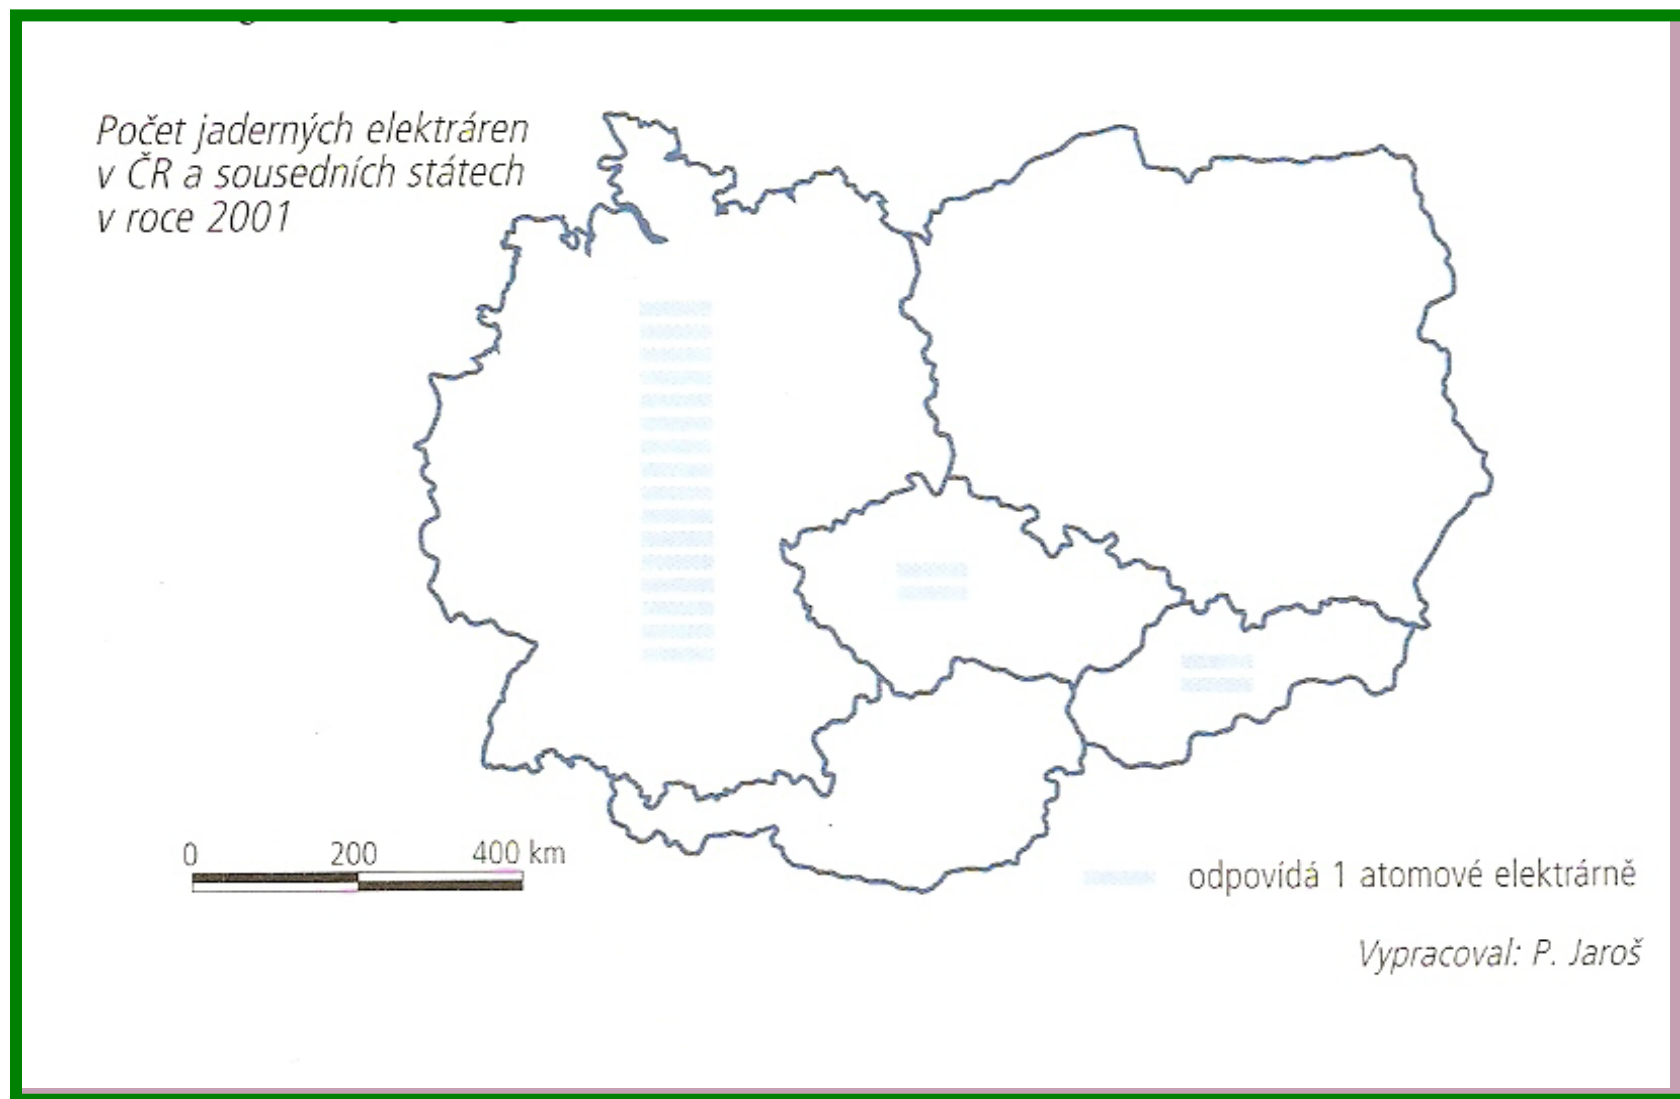 Počet jaderných elektráren
v ČR a sousedních státech
v roce 2001
0 200 400 km
odpovídá 1 atomové elektrárně
Vypracoval: P. Jaroš